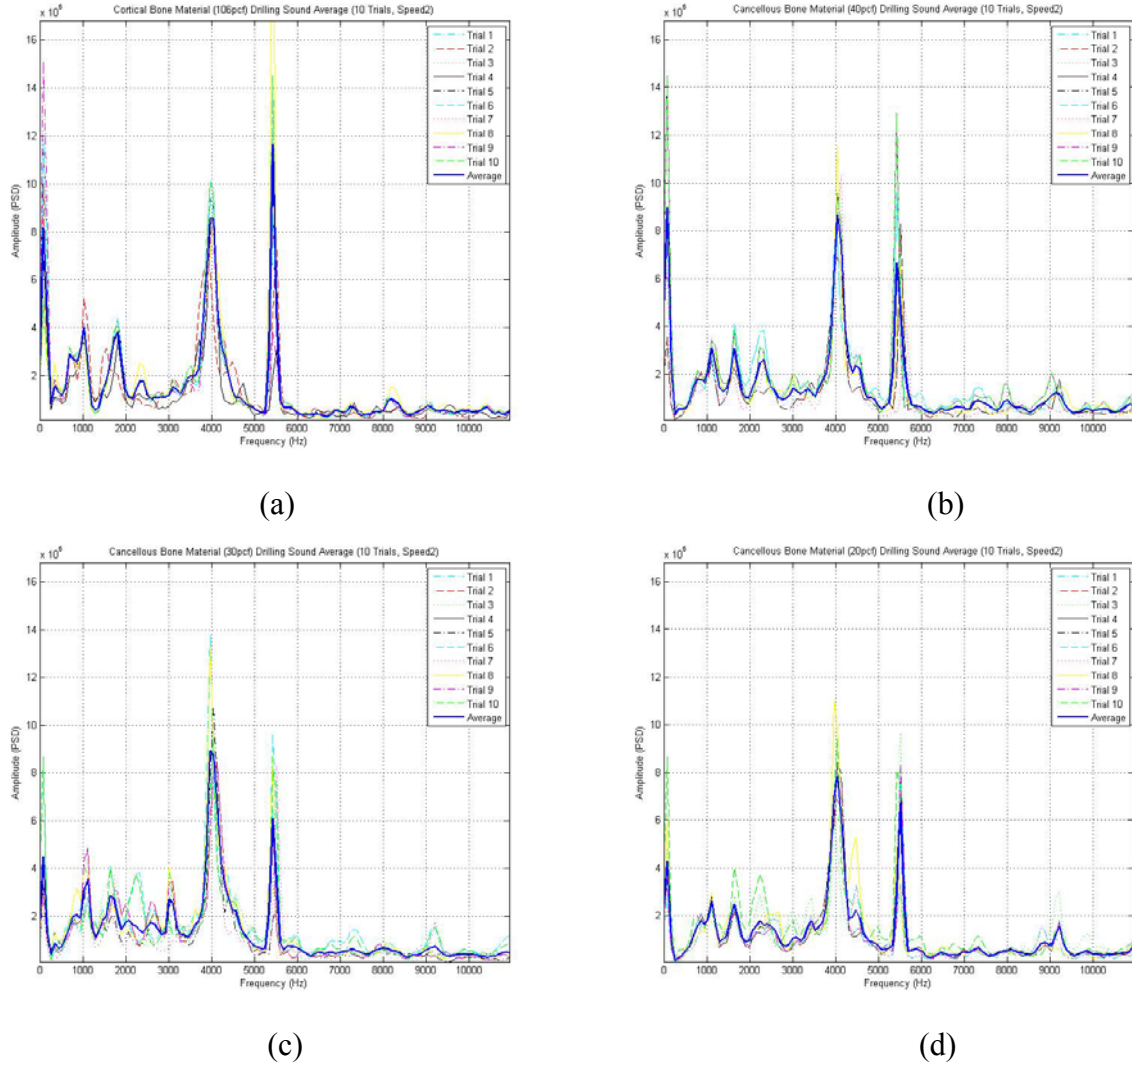 Cortical Bone Material (106pcf) Drilling Sound Average (10 Trials, Speed2)
x 10^6
16
14
12
10
8
6
4
2
Amplitude (PSD)
Trial 1
Trial 2
Trial 3
Trial 4
Trial 5
Trial 6
Trial 7
Trial 8
Trial 9
Trial 10
Average
0 1000 2000 3000 4000 5000 6000 7000 8000 9000 10000
Frequency (Hz)
(a)
Cancellous Bone Material (40pcf) Drilling Sound Average (10 Trials, Speed2)
x 10^6
16
14
12
10
8
6
4
2
Amplitude (PSD)
Trial 1
Trial 2
Trial 3
Trial 4
Trial 5
Trial 6
Trial 7
Trial 8
Trial 9
Trial 10
Average
0 1000 2000 3000 4000 5000 6000 7000 8000 9000 10000
Frequency (Hz)
(b)
Cancellous Bone Material (30pcf) Drilling Sound Average (10 Trials, Speed2)
x 10^6
16
14
12
10
8
6
4
2
Amplitude (PSD)
Trial 1
Trial 2
Trial 3
Trial 4
Trial 5
Trial 6
Trial 7
Trial 8
Trial 9
Trial 10
Average
0 1000 2000 3000 4000 5000 6000 7000 8000 9000 10000
Frequency (Hz)
(c)
Cancellous Bone Material (20pcf) Drilling Sound Average (10 Trials, Speed2)
x 10^6
16
14
12
10
8
6
4
2
Amplitude (PSD)
Trial 1
Trial 2
Trial 3
Trial 4
Trial 5
Trial 6
Trial 7
Trial 8
Trial 9
Trial 10
Average
0 1000 2000 3000 4000 5000 6000 7000 8000 9000 10000
Frequency (Hz)
(d)